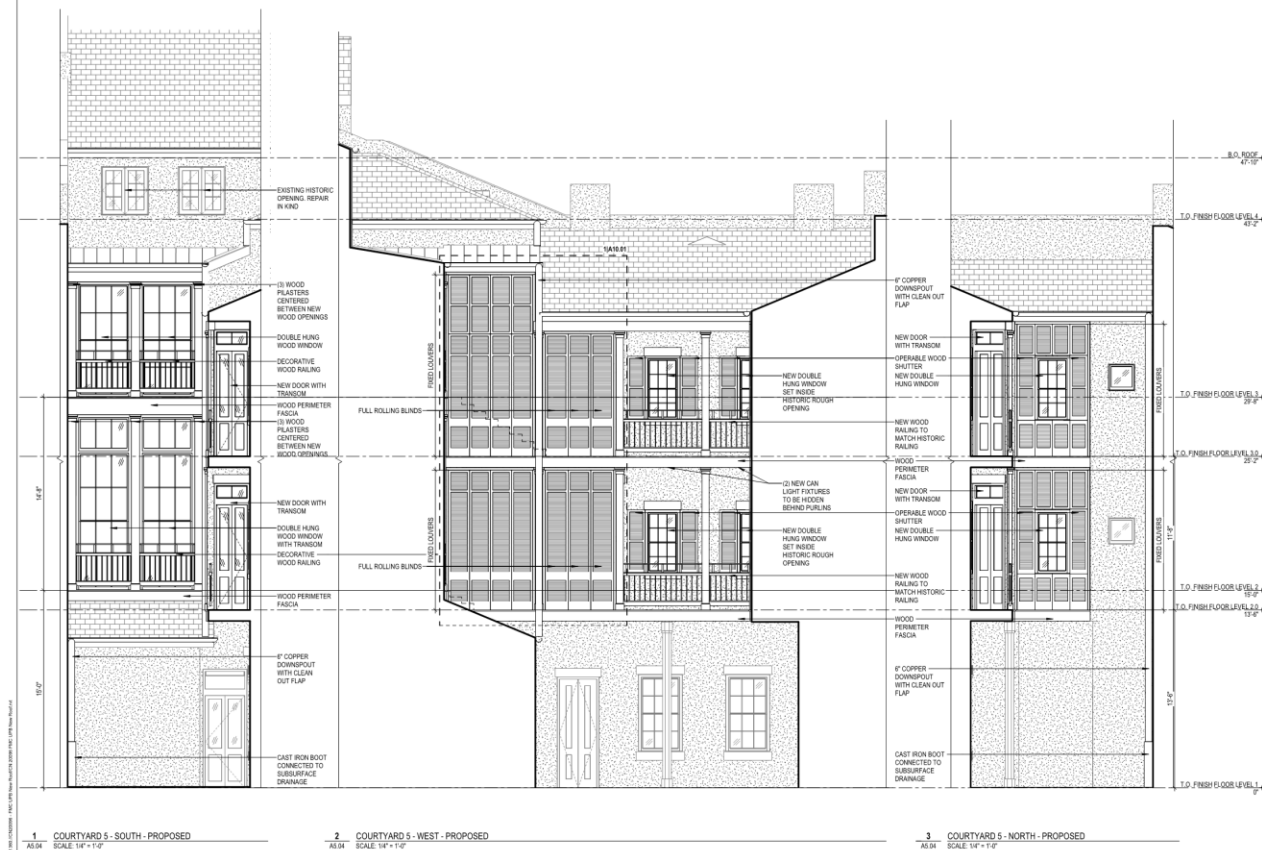 EXISTING HISTORIC
OPENING. REPAIR
IN KIND
(3) WOOD
PILASTERS
CENTERED
BETWEEN NEW
WOOD OPENINGS
DOUBLE HUNG
WOOD WINDOW
DECORATIVE
WOOD RAILING
NEW DOOR WITH
TRANSOM
WOOD PERIMETER
FASCIA
(3) WOOD
PILASTERS
CENTERED
BETWEEN NEW
WOOD OPENINGS
NEW DOOR WITH
TRANSOM
DOUBLE HUNG
WOOD WINDOW
WITH TRANSOM
DECORATIVE
WOOD RAILING
WOOD PERIMETER
FASCIA
6" COPPER
DOWNSPOUT
WITH CLEAN
OUT FLAP
CAST IRON BOOT
CONNECTED TO
SUBSURFACE
DRAINAGE
14'-8"
15'-0"
1 COURTYARD 5 - SOUTH - PROPOSED
A5.04 SCALE: 1/4" = 1'-0"
1/A10.01
FIXED LOUVERS
FULL ROLLING BLINDS
FIXED LOUVERS
FULL ROLLING BLINDS
NEW DOUBLE
HUNG WINDOW
SET INSIDE
HISTORIC ROUGH
OPENING
(2) NEW CAN
LIGHT FIXTURES
TO BE HIDDEN
BEHIND PURLINS
NEW DOUBLE
HUNG WINDOW
SET INSIDE
HISTORIC ROUGH
OPENING
2 COURTYARD 5 - WEST - PROPOSED
A5.04 SCALE: 1/4" = 1'-0"
6" COPPER
DOWNSPOUT
WITH CLEAN OUT
FLAP
NEW DOOR
WITH TRANSOM
OPERABLE WOOD
SHUTTER
NEW DOUBLE
HUNG WINDOW
NEW WOOD
RAILING TO
MATCH HISTORIC
RAILING
WOOD
PERIMETER
FASCIA
NEW DOOR
WITH TRANSOM
OPERABLE WOOD
SHUTTER
NEW DOUBLE
HUNG WINDOW
NEW WOOD
RAILING TO
MATCH HISTORIC
RAILING
WOOD
PERIMETER
FASCIA
6" COPPER
DOWNSPOUT
WITH CLEAN OUT
FLAP
CAST IRON BOOT
CONNECTED TO
SUBSURFACE
DRAINAGE
FIXED LOUVERS
FIXED LOUVERS
11'-8"
13'-6"
B.O. ROOF
47'-10"
T.O. FINISH FLOOR LEVEL 4
43'-2"
T.O. FINISH FLOOR LEVEL 3
29'-8"
T.O. FINISH FLOOR LEVEL 3.0
25'-2"
T.O. FINISH FLOOR LEVEL 2
15'-0"
T.O. FINISH FLOOR LEVEL 2.0
13'-6"
T.O. FINISH FLOOR LEVEL 1
0"
3 COURTYARD 5 - NORTH - PROPOSED
A5.04 SCALE: 1/4" = 1'-0"